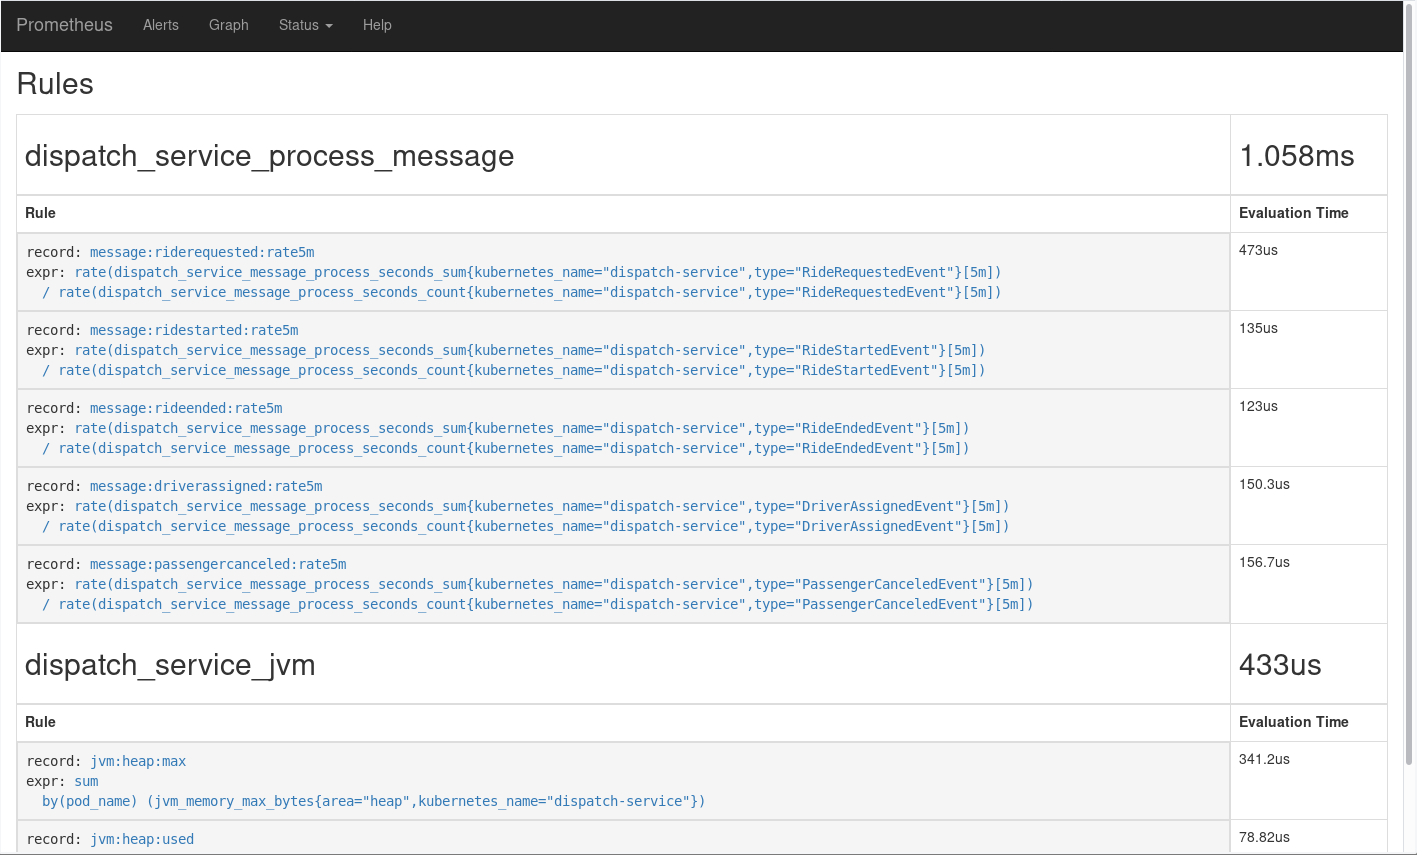 Prometheus Alerts Graph Status Help
Rules
dispatch_service_process_message 1.058ms
Rule Evaluation Time
record: message:riderequested:rate5m 473us
expr: rate(dispatch_service_message_process_seconds_sum{kubernetes_name="dispatch-service",type="RideRequestedEvent"}[5m])
/ rate(dispatch_service_message_process_seconds_count{kubernetes_name="dispatch-service",type="RideRequestedEvent"}[5m])
record: message:ridestarted:rate5m 135us
expr: rate(dispatch_service_message_process_seconds_sum{kubernetes_name="dispatch-service",type="RideStartedEvent"}[5m])
/ rate(dispatch_service_message_process_seconds_count{kubernetes_name="dispatch-service",type="RideStartedEvent"}[5m])
record: message:rideended:rate5m 123us
expr: rate(dispatch_service_message_process_seconds_sum{kubernetes_name="dispatch-service",type="RideEndedEvent"}[5m])
/ rate(dispatch_service_message_process_seconds_count{kubernetes_name="dispatch-service",type="RideEndedEvent"}[5m])
record: message:driverassigned:rate5m 150.3us
expr: rate(dispatch_service_message_process_seconds_sum{kubernetes_name="dispatch-service",type="DriverAssignedEvent"}[5m])
/ rate(dispatch_service_message_process_seconds_count{kubernetes_name="dispatch-service",type="DriverAssignedEvent"}[5m])
record: message:passengercanceled:rate5m 156.7us
expr: rate(dispatch_service_message_process_seconds_sum{kubernetes_name="dispatch-service",type="PassengerCanceledEvent"}[5m])
/ rate(dispatch_service_message_process_seconds_count{kubernetes_name="dispatch-service",type="PassengerCanceledEvent"}[5m])
dispatch_service_jvm 433us
Rule Evaluation Time
record: jvm:heap:max 341.2us
expr: sum
by(pod_name) (jvm_memory_max_bytes{area="heap",kubernetes_name="dispatch-service"})
record: jvm:heap:used 78.82us